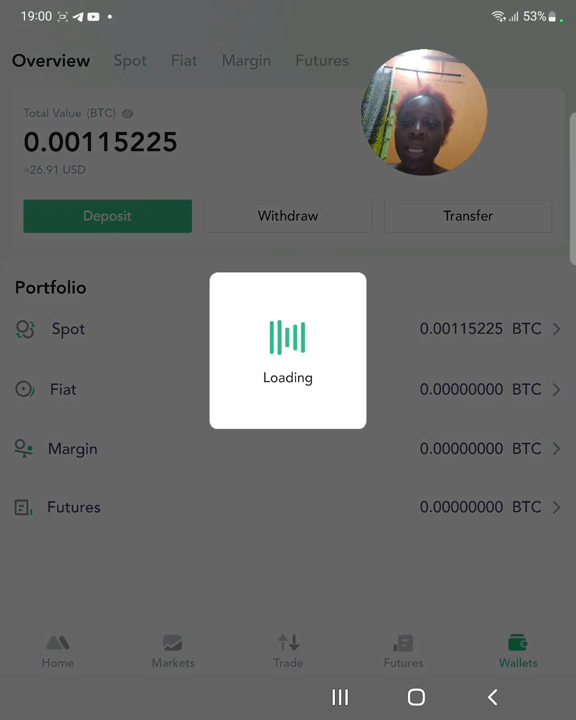 19:00 53%
Overview Spot Fiat Margin Futures
Total Value (BTC)
0.00115225
≈26.91 USD
Deposit Withdraw Transfer
Portfolio
Spot 0.00115225 BTC
Loading
Fiat 0.00000000 BTC
Margin 0.00000000 BTC
Futures 0.00000000 BTC
Home Markets Trade Futures Wallets